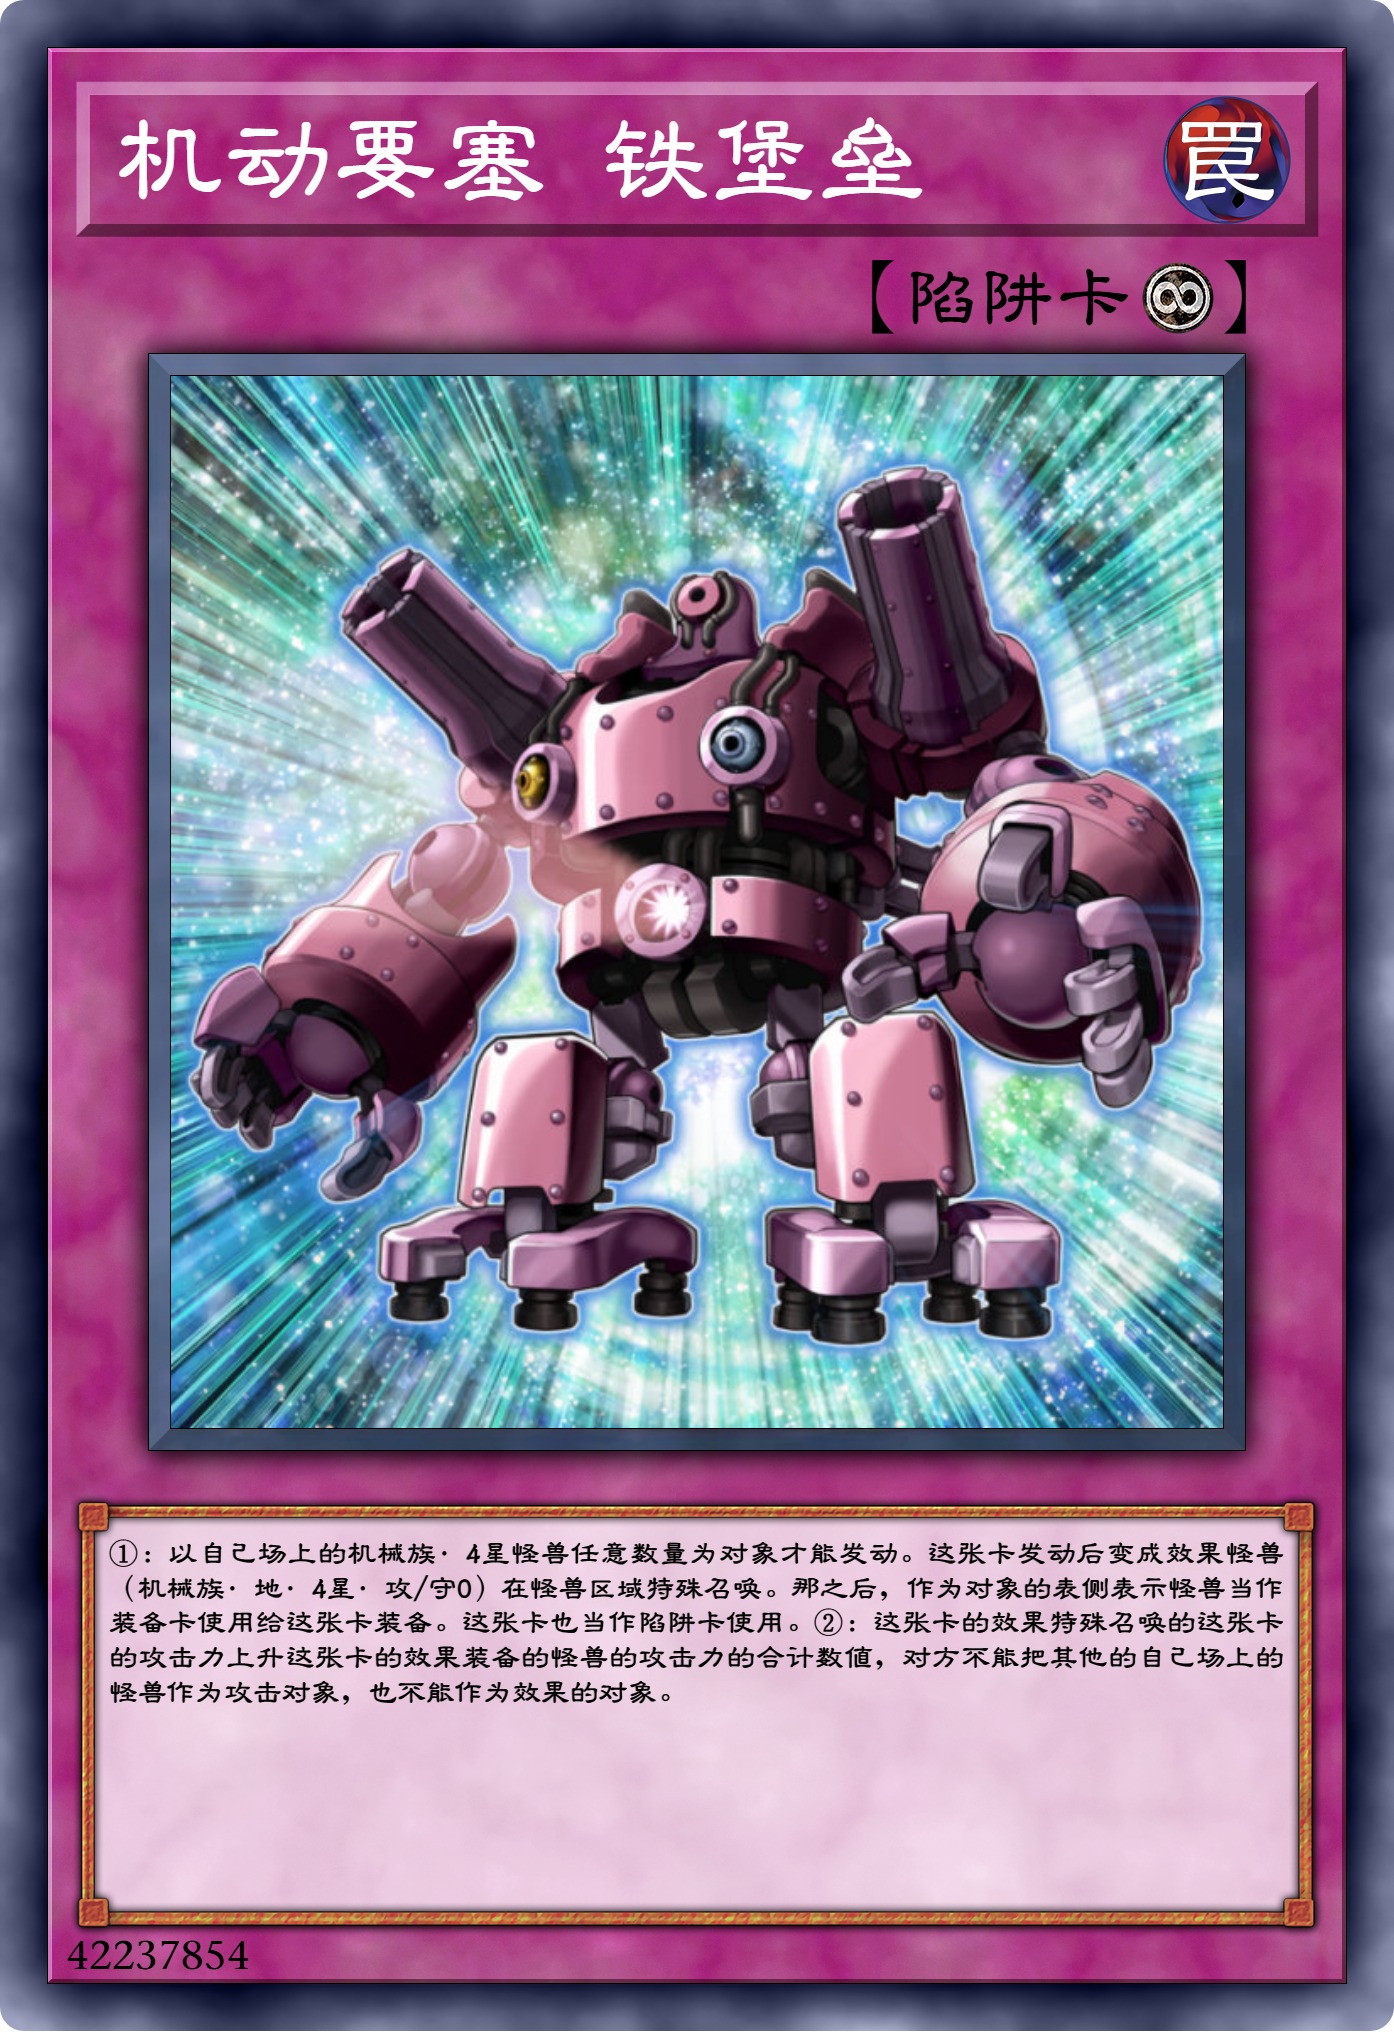 机动要塞 铁堡垒
罠
【陷阱卡】
①：以自己场上的机械族·4星怪兽任意数量为对象才能发动。这张卡发动后变成效果怪兽
（机械族·地·4星·攻/守0）在怪兽区域特殊召唤。那之后，作为对象的表侧表示怪兽当作
装备卡使用给这张卡装备。这张卡也当作陷阱卡使用。②：这张卡的效果特殊召唤的这张卡
的攻击力上升这张卡的效果装备的怪兽的攻击力的合计数值，对方不能把其他的自己场上的
怪兽作为攻击对象，也不能作为效果的对象。
42237854